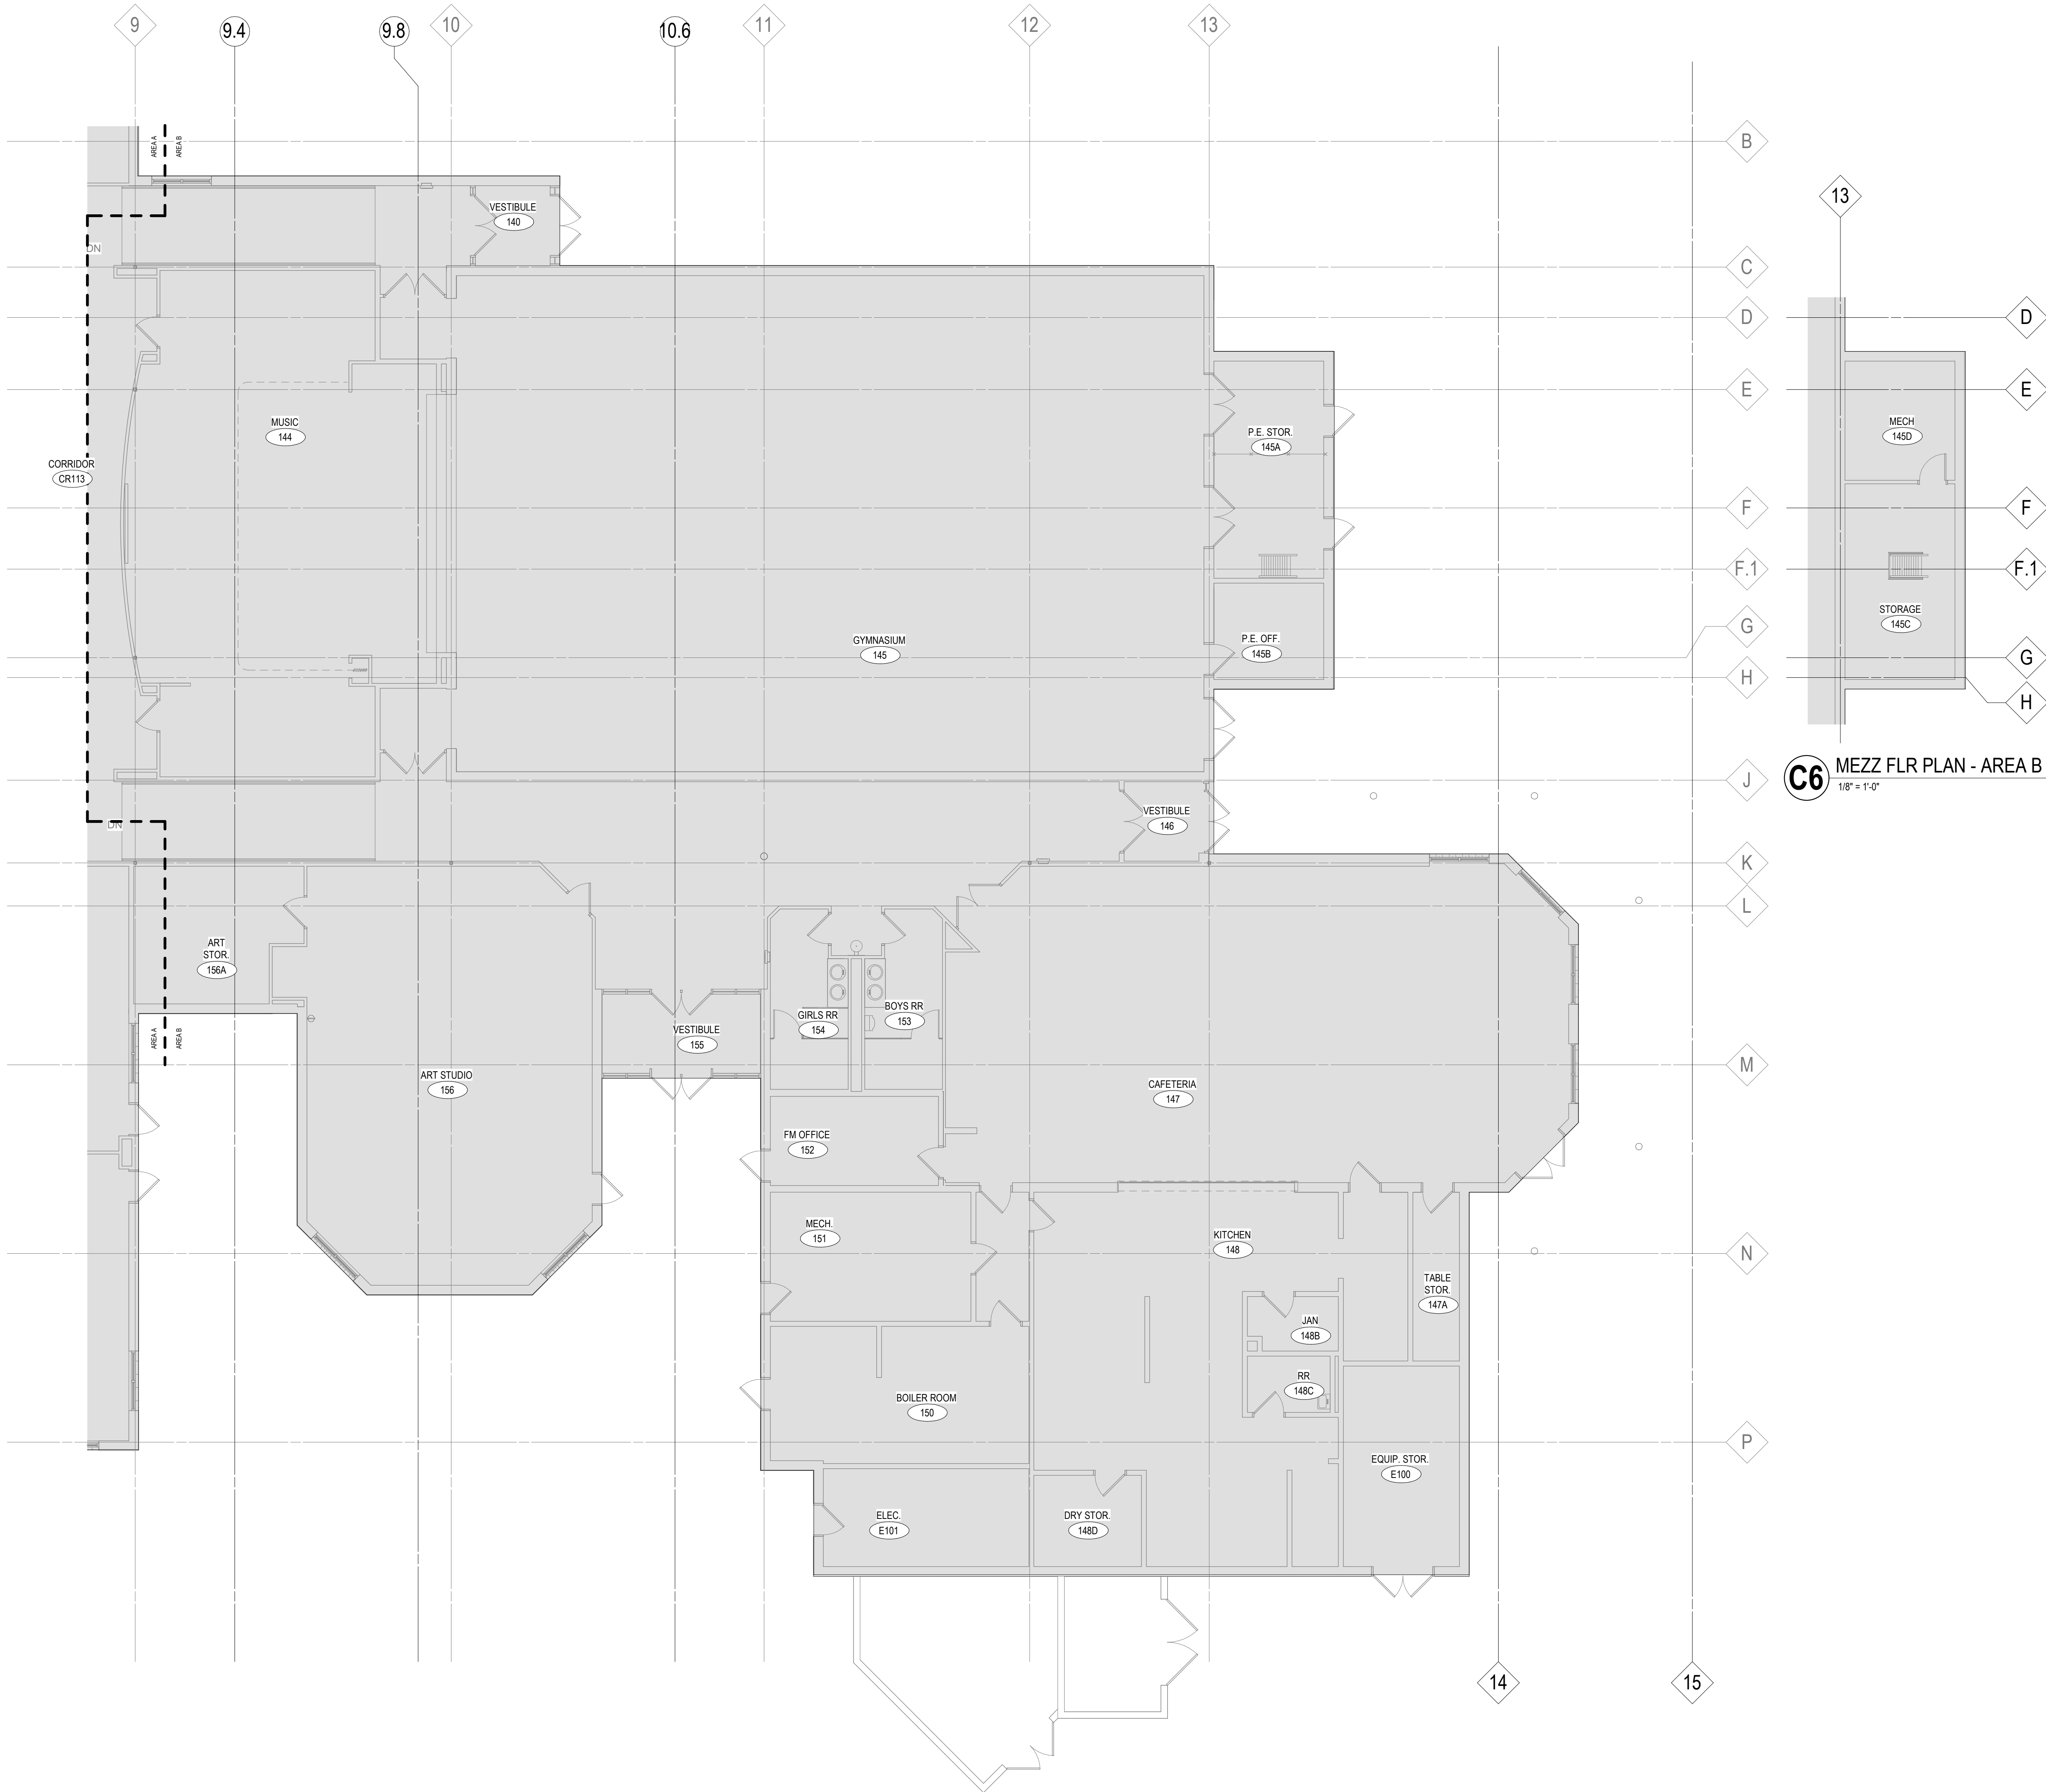 9
9.4
9.8
10
10.6
11
12
13
AREA A
AREA B
B
VESTIBULE
140
DN
C
13
D
D
E
E
MUSIC
144
P.E. STOR.
145A
MECH
145D
CORRIDOR
CR113
F
F
F.1
F.1
STORAGE
145C
GYMNASIUM
145
P.E. OFF.
145B
G
G
H
H
C6
MEZZ FLR PLAN - AREA B
1/8" = 1'-0"
J
VESTIBULE
146
DN
K
L
ART
STOR.
156A
GIRLS RR
154
BOYS RR
153
VESTIBULE
155
AREA A
AREA B
M
ART STUDIO
156
CAFETERIA
147
FM OFFICE
152
MECH.
151
KITCHEN
148
N
TABLE
STOR.
147A
JAN
148B
RR
148C
BOILER ROOM
150
P
EQUIP. STOR.
E100
ELEC.
E101
DRY STOR.
148D
14
15